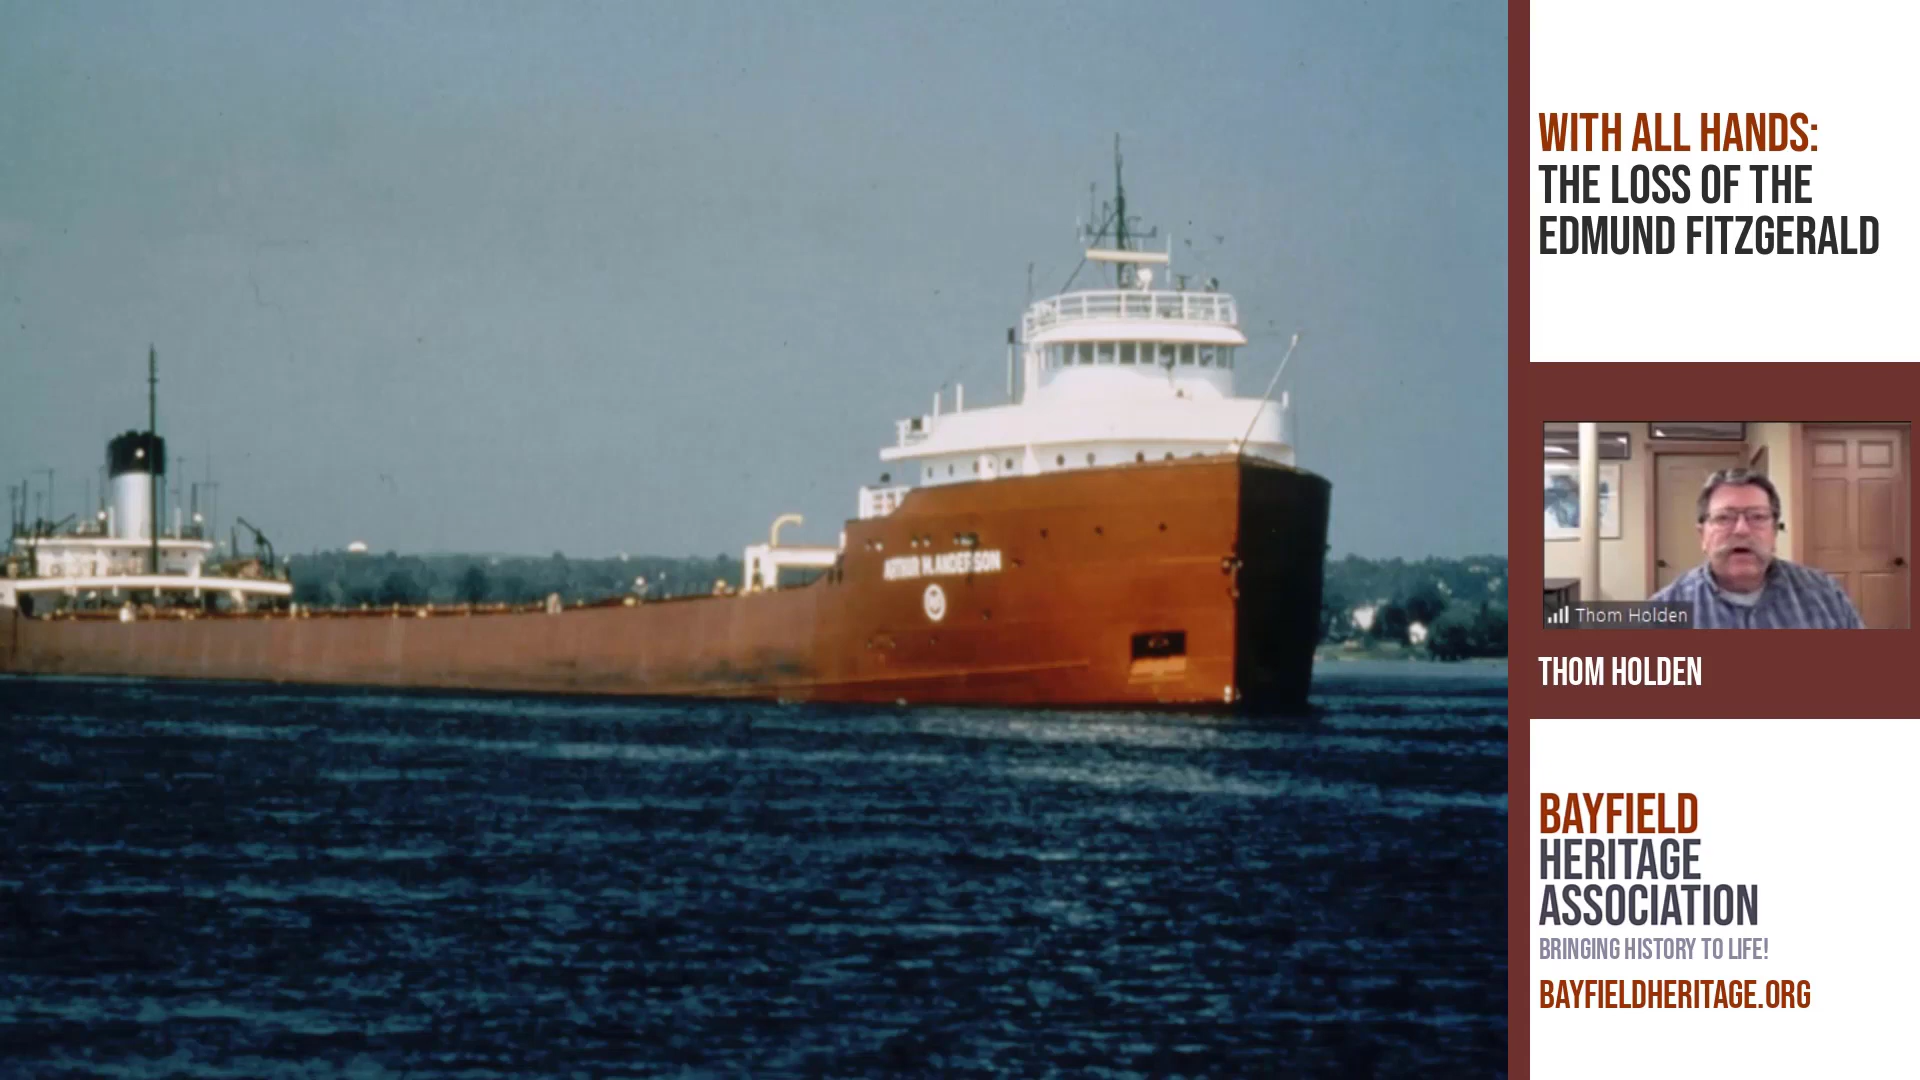 WITH ALL HANDS:
THE LOSS OF THE
EDMUND FITZGERALD
ARTHUR M. ANDERSON
Thom Holden
THOM HOLDEN
BAYFIELD
HERITAGE
ASSOCIATION
BRINGING HISTORY TO LIFE!
BAYFIELDHERITAGE.ORG